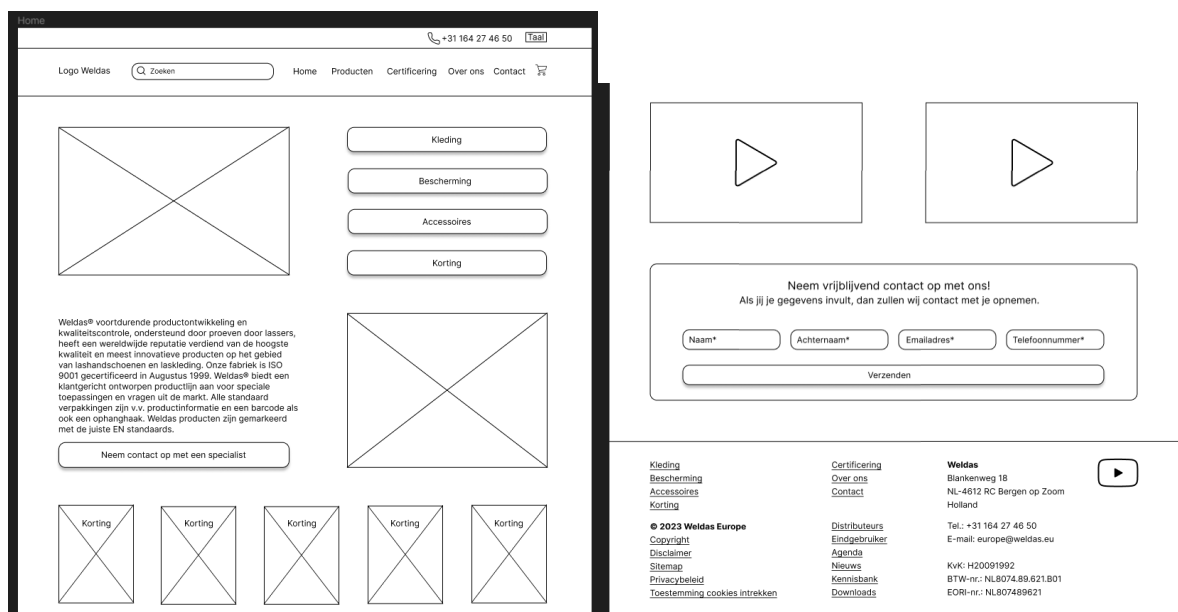 Home
+31 164 27 46 50 Taal
Logo Weldas Zoeken Home Producten Certificering Over ons Contact
Kleding
Bescherming
Accessoires
Korting
Weldas® voortdurende productontwikkeling en
kwaliteitscontrole, ondersteund door proeven door lassers,
heeft een wereldwijde reputatie verdiend van de hoogste
kwaliteit en meest innovatieve producten op het gebied
van lashandschoenen en laskleding. Onze fabriek is ISO
9001 gecertificeerd in Augustus 1999. Weldas® biedt een
klantgericht ontworpen productlijn aan voor speciale
toepassingen en vragen uit de markt. Alle standaard
verpakkingen zijn v.v. productinformatie en een barcode als
ook een ophanghaak. Weldas producten zijn gemarkeerd
met de juiste EN standaards.
Neem contact op met een specialist
Korting Korting Korting Korting Korting
Neem vrijblijvend contact op met ons!
Als jij je gegevens invult, dan zullen wij contact met je opnemen.
Naam* Achternaam* Emailadres* Telefoonnummer*
Verzenden
Kleding
Bescherming
Accessoires
Korting
© 2023 Weldas Europe
Copyright
Disclaimer
Sitemap
Privacybeleid
Toestemming cookies intrekken
Certificering
Over ons
Contact
Distributeurs
Eindgebruiker
Agenda
Nieuws
Kennisbank
Downloads
Weldas
Blankenweg 18
NL-4612 RC Bergen op Zoom
Holland
Tel.: +31 164 27 46 50
E-mail: europe@weldas.eu
KvK: H20091992
BTW-nr.: NL8074.89.621.B01
EORI-nr.: NL807489621